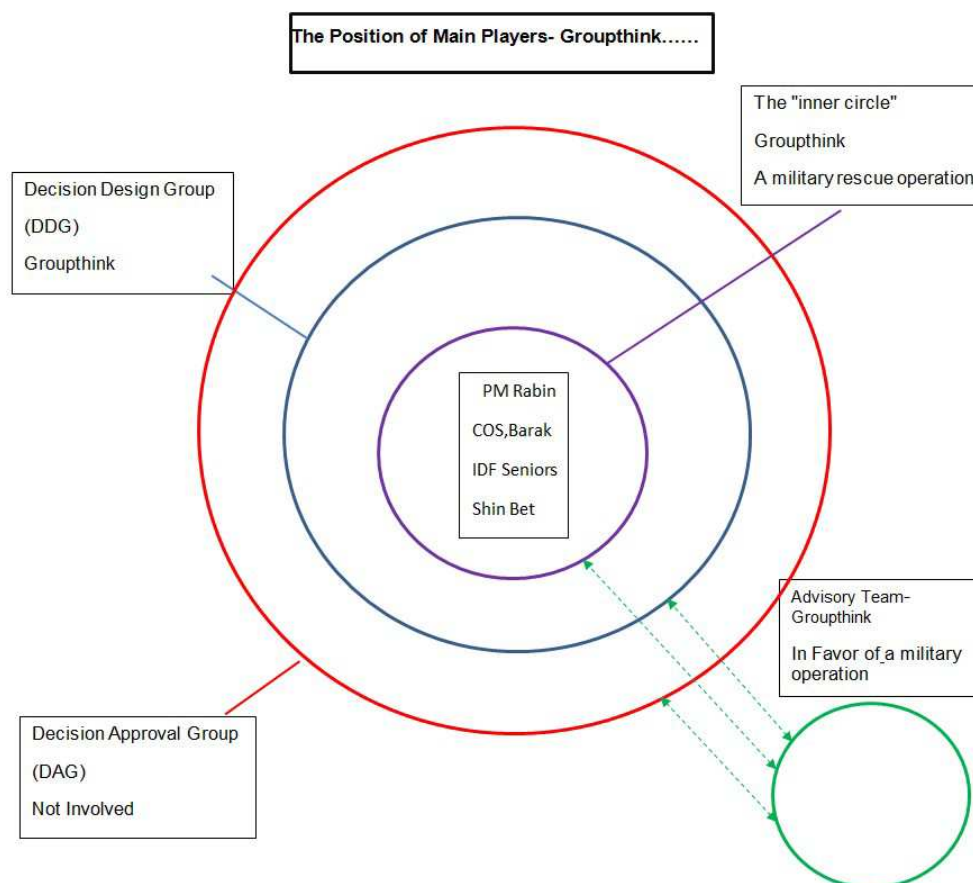 The Position of Main Players- Groupthink......
The "inner circle"
Groupthink
A military rescue operation
Decision Design Group
(DDG)
Groupthink
PM Rabin
COS,Barak
IDF Seniors
Shin Bet
Advisory Team-
Groupthink
In Favor of a military
operation
Decision Approval Group
(DAG)
Not Involved